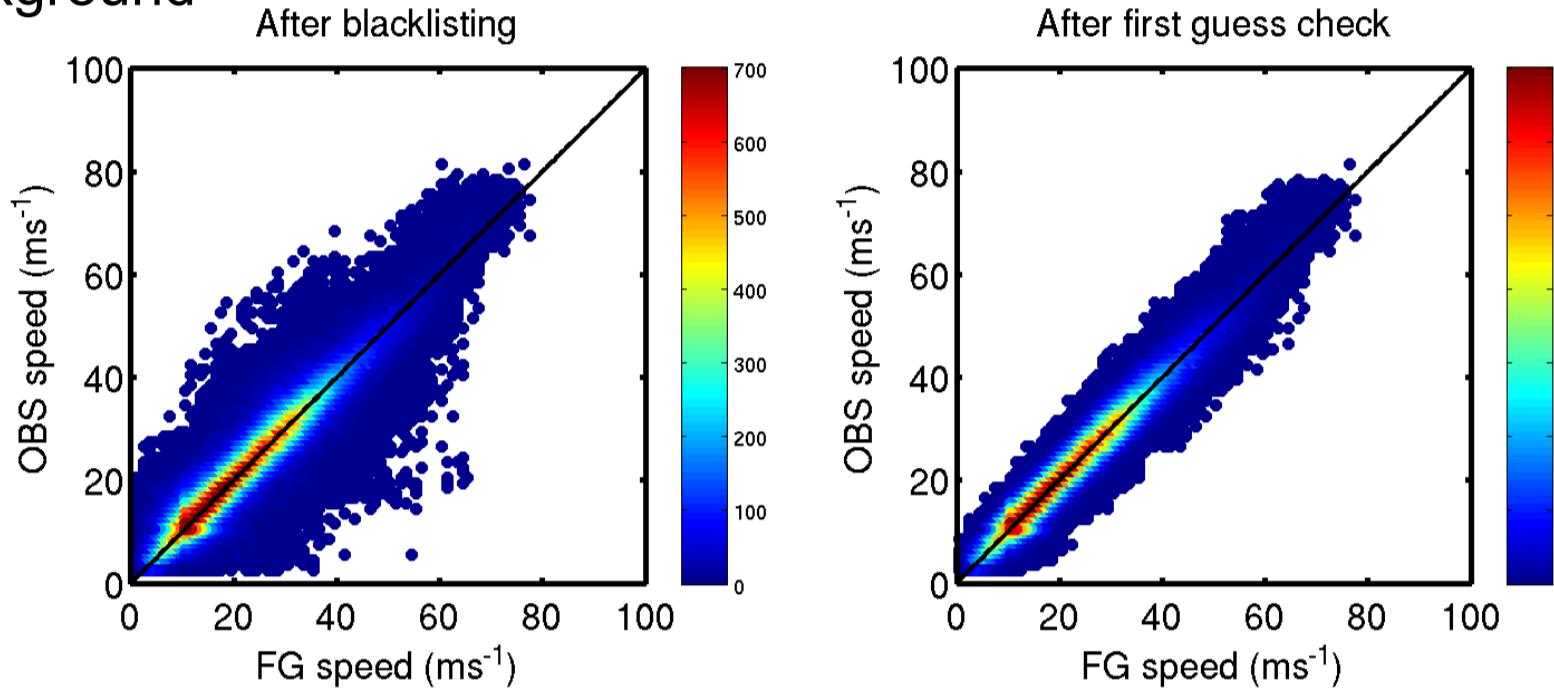 After blacklisting
100
80
60
40
20
0
0 20 40 60 80 100
OBS speed (ms⁻¹)
FG speed (ms⁻¹)
700
600
500
400
300
200
100
0
After first guess check
100
80
60
40
20
0
0 20 40 60 80 100
OBS speed (ms⁻¹)
FG speed (ms⁻¹)